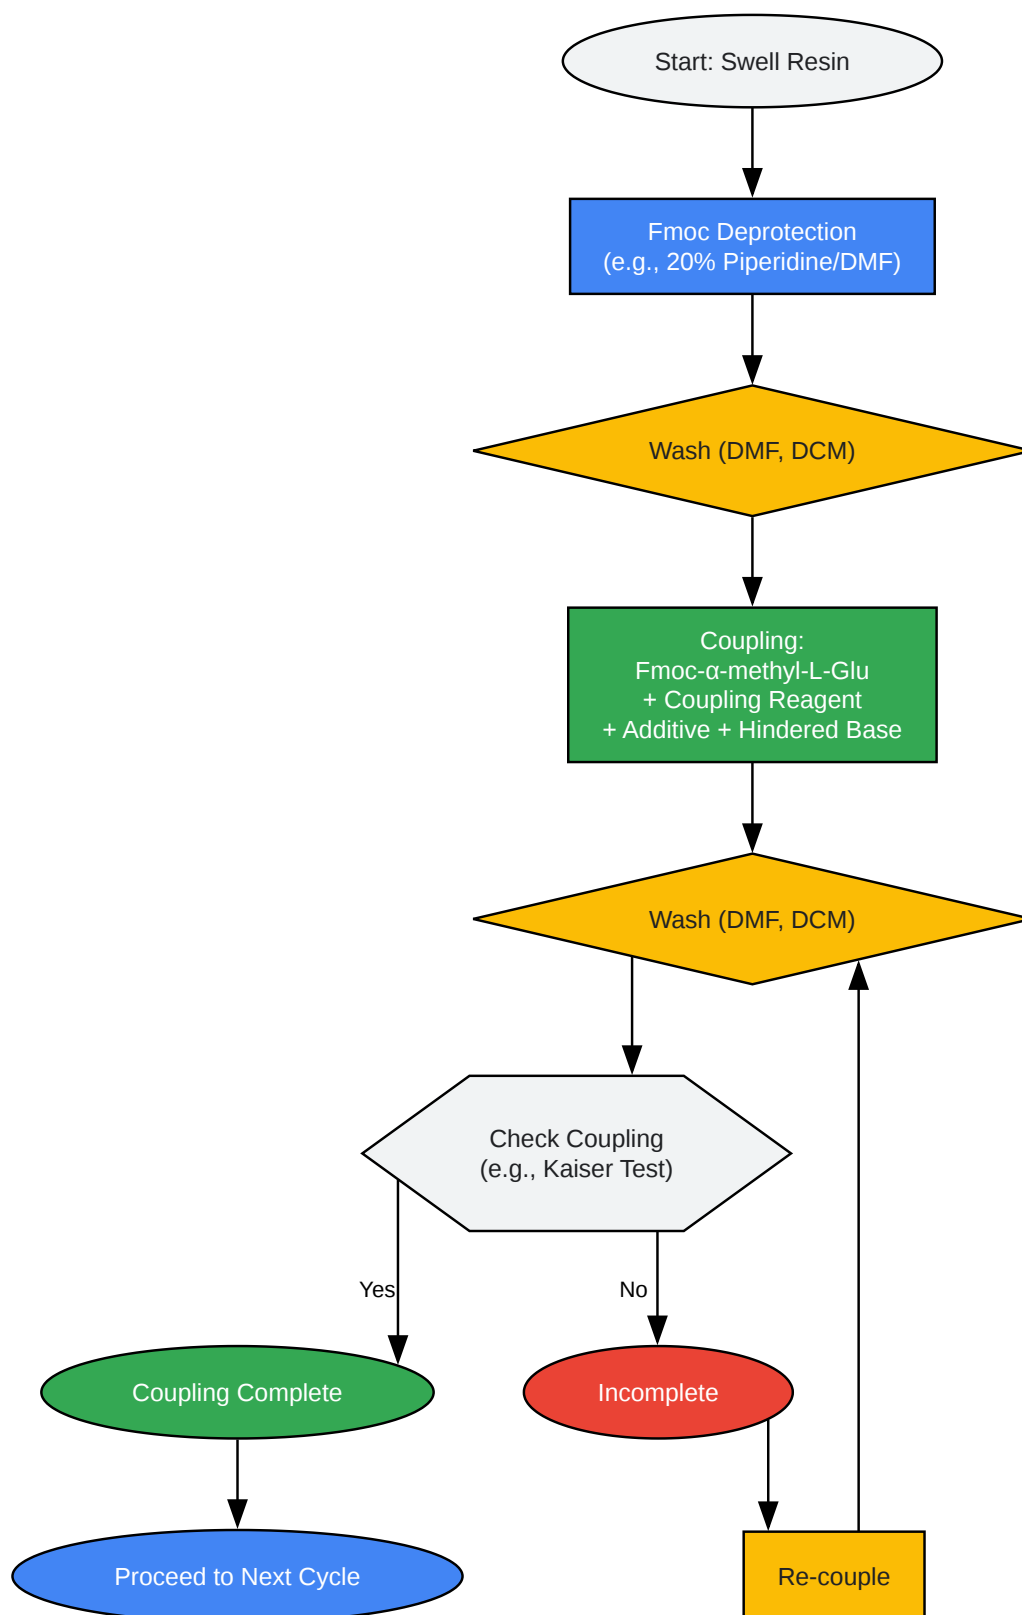 Start: Swell Resin
Fmoc Deprotection
(e.g., 20% Piperidine/DMF)
Wash (DMF, DCM)
Coupling:
Fmoc-α-methyl-L-Glu
+ Coupling Reagent
+ Additive + Hindered Base
Wash (DMF, DCM)
Check Coupling
(e.g., Kaiser Test)
Yes
No
Coupling Complete
Incomplete
Proceed to Next Cycle
Re-couple